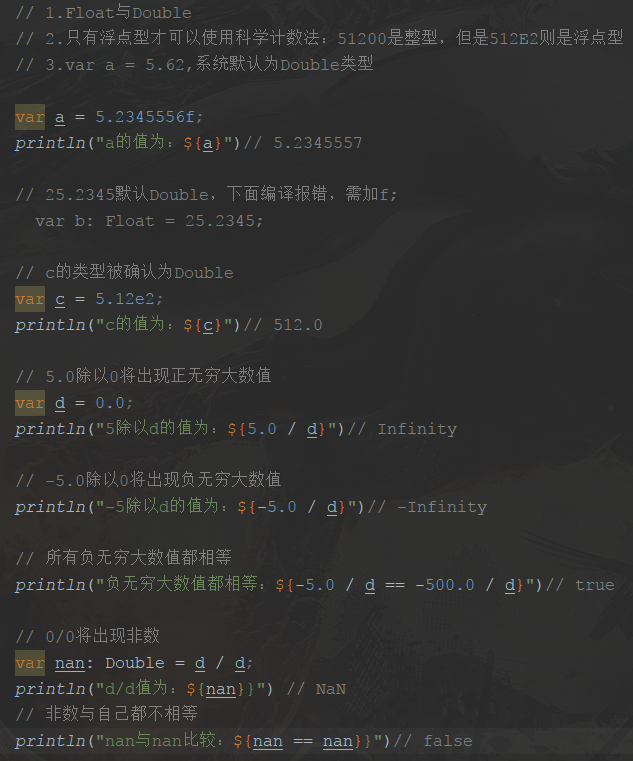 // 1.Float与Double
// 2.只有浮点型才可以使用科学计数法：51200是整型，但是512E2则是浮点型
// 3.var a = 5.62,系统默认为Double类型
var a = 5.2345556f;
println("a的值为：${a}")// 5.2345557
// 25.2345默认Double，下面编译报错，需加f;
var b: Float = 25.2345;
// c的类型被确认为Double
var c = 5.12e2;
println("c的值为：${c}")// 512.0
// 5.0除以0将出现正无穷大数值
var d = 0.0;
println("5除以d的值为：${5.0 / d}")// Infinity
// -5.0除以0将出现负无穷大数值
println("-5除以d的值为：${-5.0 / d}")// -Infinity
// 所有负无穷大数值都相等
println("负无穷大数值都相等：${-5.0 / d == -500.0 / d}")// true
// 0/0将出现非数
var nan: Double = d / d;
println("d/d值为：${nan}}") // NaN
// 非数与自己都不相等
println("nan与nan比较：${nan == nan}}")// false